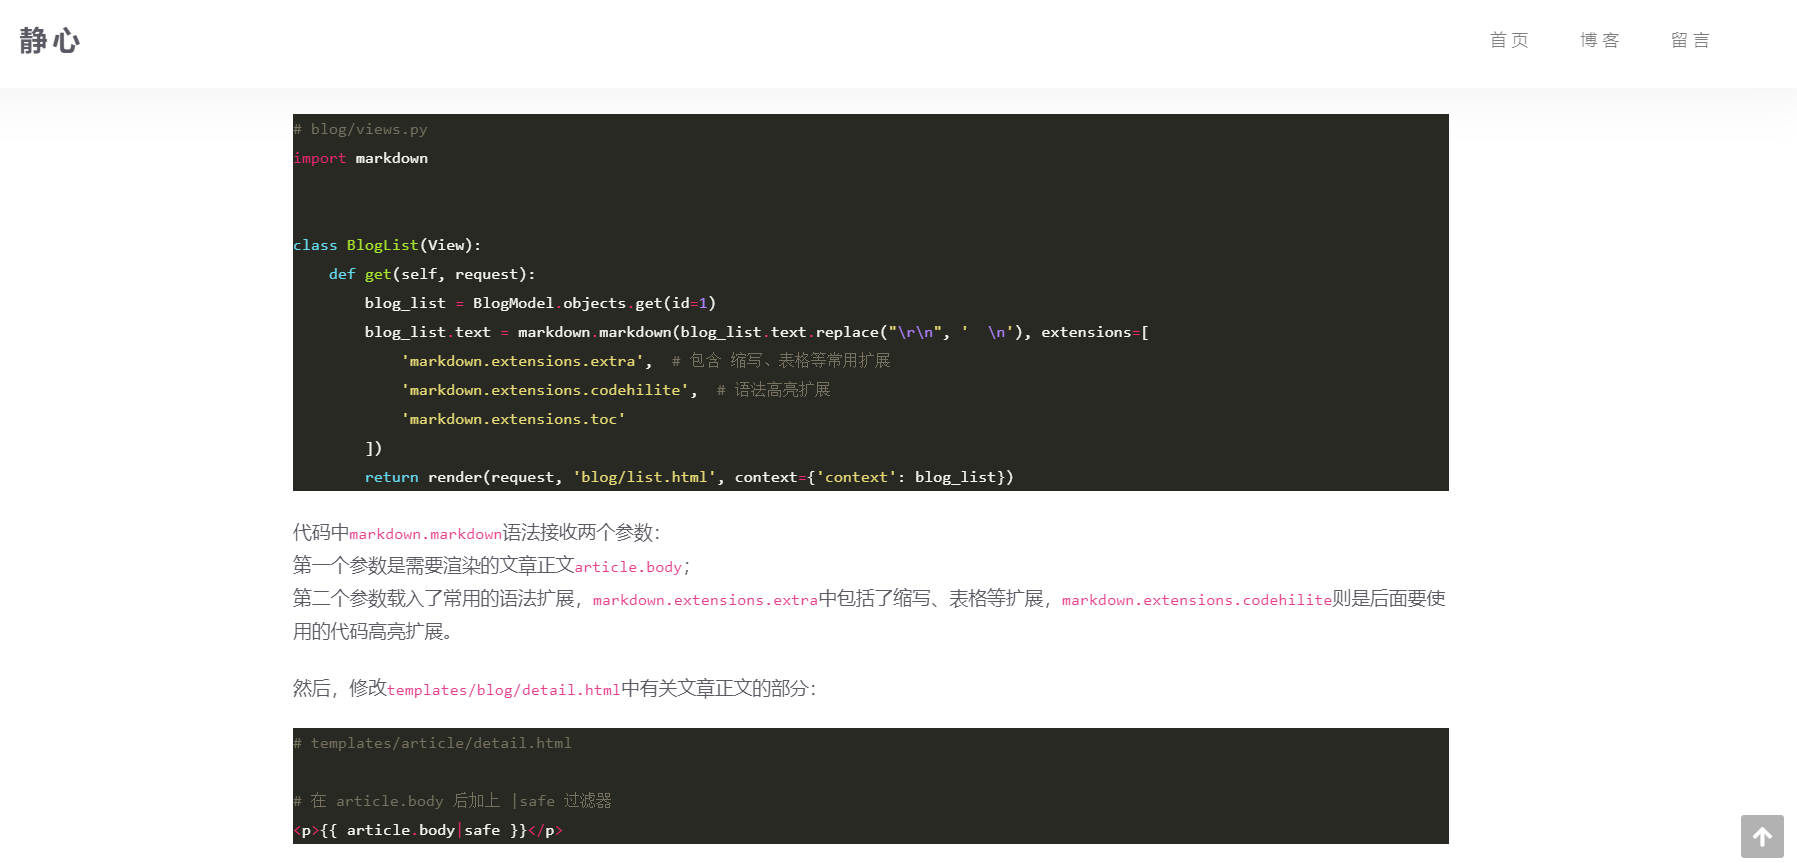 静心
首页 博客 留言
# blog/views.py
import markdown
class BlogList(View):
    def get(self, request):
        blog_list = BlogModel.objects.get(id=1)
        blog_list.text = markdown.markdown(blog_list.text.replace("\r\n", '  \n'), extensions=[
            'markdown.extensions.extra',  # 包含 缩写、表格等常用扩展
            'markdown.extensions.codehilite',  # 语法高亮扩展
            'markdown.extensions.toc'
        ])
        return render(request, 'blog/list.html', context={'context': blog_list})
代码中markdown.markdown语法接收两个参数：
第一个参数是需要渲染的文章正文article.body；
第二个参数载入了常用的语法扩展，markdown.extensions.extra中包括了缩写、表格等扩展，markdown.extensions.codehilite则是后面要使
用的代码高亮扩展。
然后，修改templates/blog/detail.html中有关文章正文的部分：
# templates/article/detail.html
# 在 article.body 后加上 |safe 过滤器
<p>{{ article.body|safe }}</p>